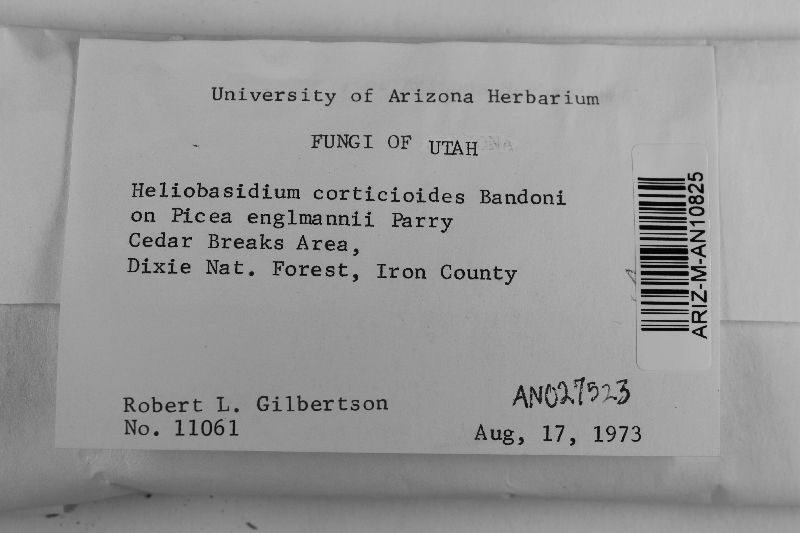 University of Arizona Herbarium
FUNGI OF UTAH
Heliobasidium corticioides Bandoni
on Picea englmannii Parry
Cedar Breaks Area,
Dixie Nat. Forest, Iron County
ARIZ-M-AN10825
Robert L. Gilbertson
No. 11061
AN027523
Aug, 17, 1973